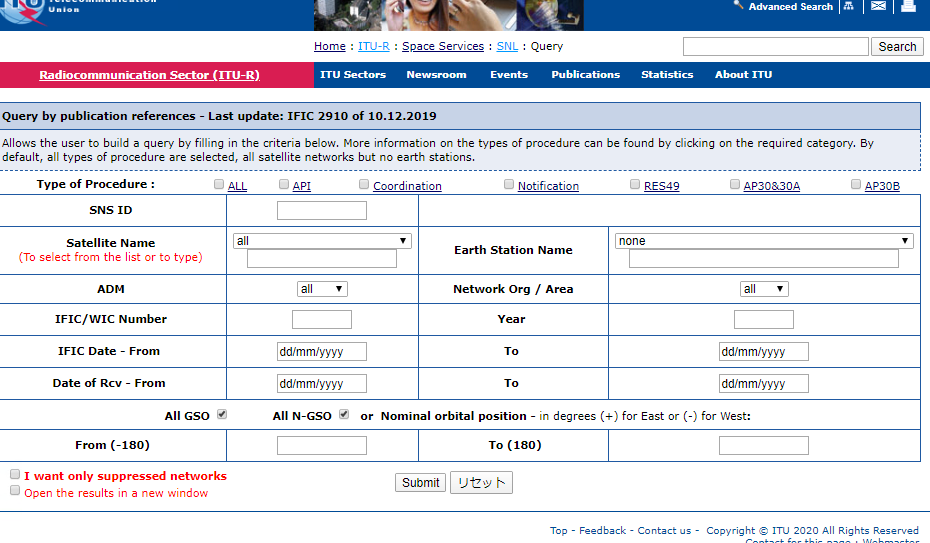 Telecommunication
Union
Advanced Search
Home : ITU-R : Space Services : SNL : Query
Search
Radiocommunication Sector (ITU-R) ITU Sectors Newsroom Events Publications Statistics About ITU
Query by publication references - Last update: IFIC 2910 of 10.12.2019
Allows the user to build a query by filling in the criteria below. More information on the types of procedure can be found by clicking on the required category. By
default, all types of procedure are selected, all satellite networks but no earth stations.
Type of Procedure : ALL API Coordination Notification RES49 AP30&30A AP30B
SNS ID
Satellite Name all Earth Station Name none
(To select from the list or to type)
ADM all Network Org / Area all
IFIC/WIC Number Year
IFIC Date - From dd/mm/yyyy To dd/mm/yyyy
Date of Rcv - From dd/mm/yyyy To dd/mm/yyyy
All GSO All N-GSO or Nominal orbital position - in degrees (+) for East or (-) for West:
From (-180) To (180)
I want only suppressed networks
Open the results in a new window
Submit リセット
Top - Feedback - Contact us - Copyright © ITU 2020 All Rights Reserved
Contact for this page : Webmaster